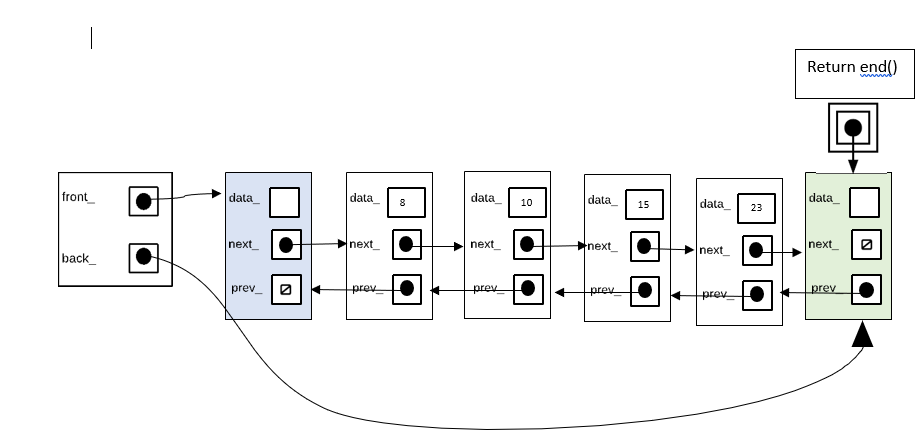 Return end()
front_
back_
data_
next_
prev_
data_ 8
next_
prev_
data_ 10
next_
prev_
data_ 15
next_
prev_
data_ 23
next_
prev_
data_
next_
prev_